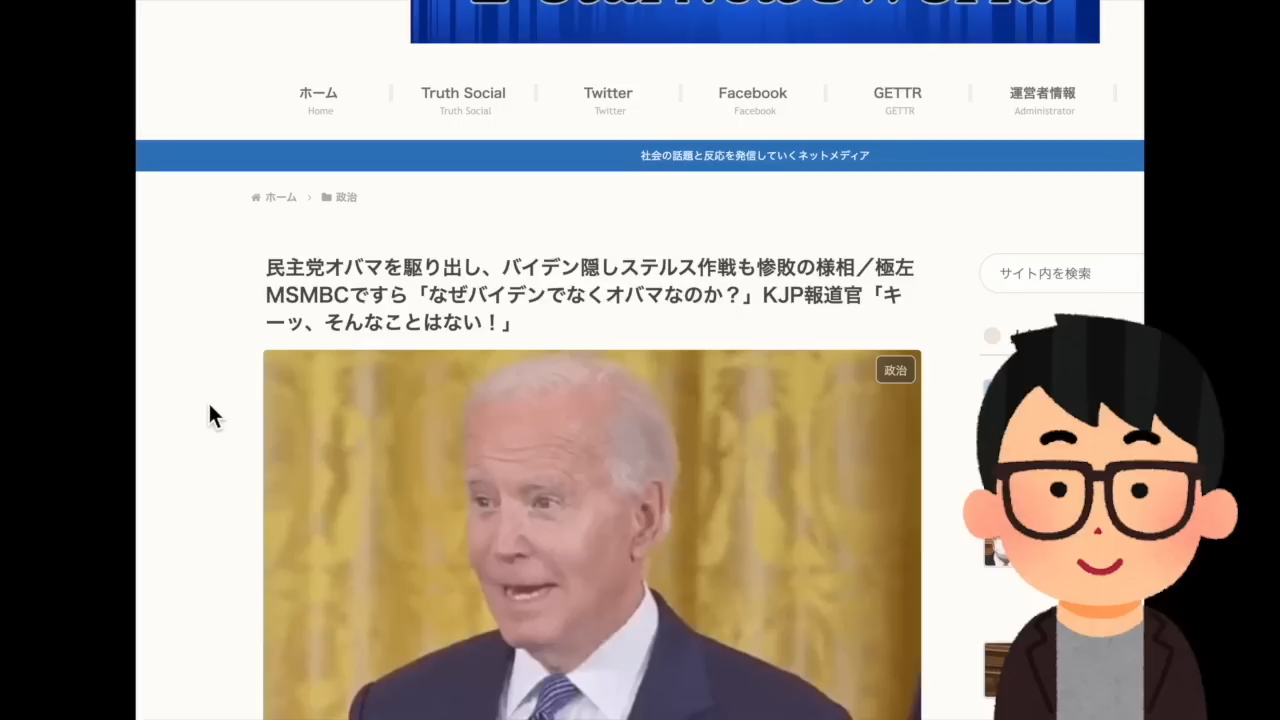 ホーム
Home
Truth Social
Truth Social
Twitter
Twitter
Facebook
Facebook
GETTR
GETTR
運営者情報
Administrator
社会の話題と反応を発信していくネットメディア
ホーム › 政治
民主党オバマを駆り出し、バイデン隠しステルス作戦も惨敗の様相／極左
MSMBCですら「なぜバイデンでなくオバマなのか？」KJP報道官「キ
ーッ、そんなことはない！」
サイト内を検索
政治